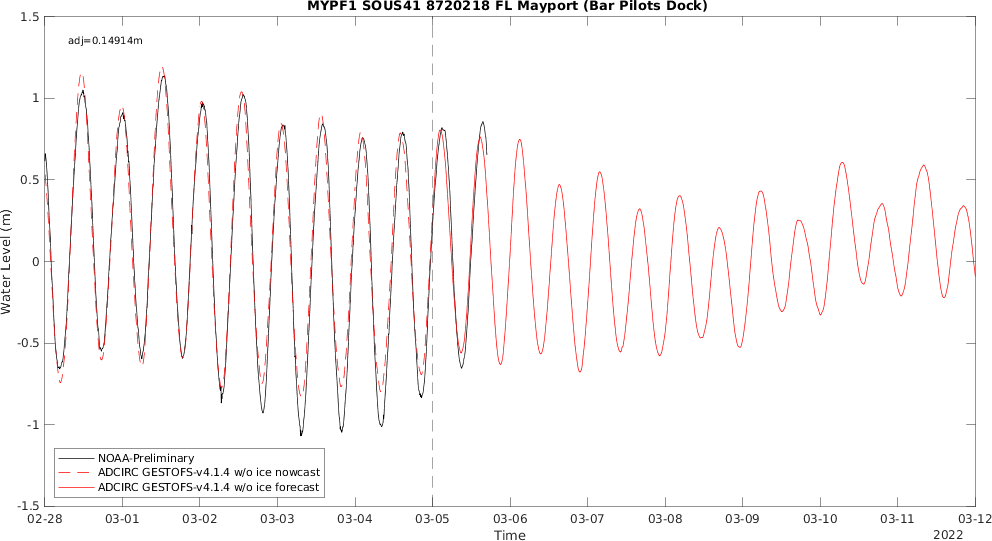 MYPF1 SOUS41 8720218 FL Mayport (Bar Pilots Dock)
adj=0.14914m
1.5
1
0.5
0
-0.5
-1
-1.5
Water Level (m)
NOAA-Preliminary
ADCIRC GESTOFS-v4.1.4 w/o ice nowcast
ADCIRC GESTOFS-v4.1.4 w/o ice forecast
02-28 03-01 03-02 03-03 03-04 03-05 03-06 03-07 03-08 03-09 03-10 03-11 03-12
Time
2022